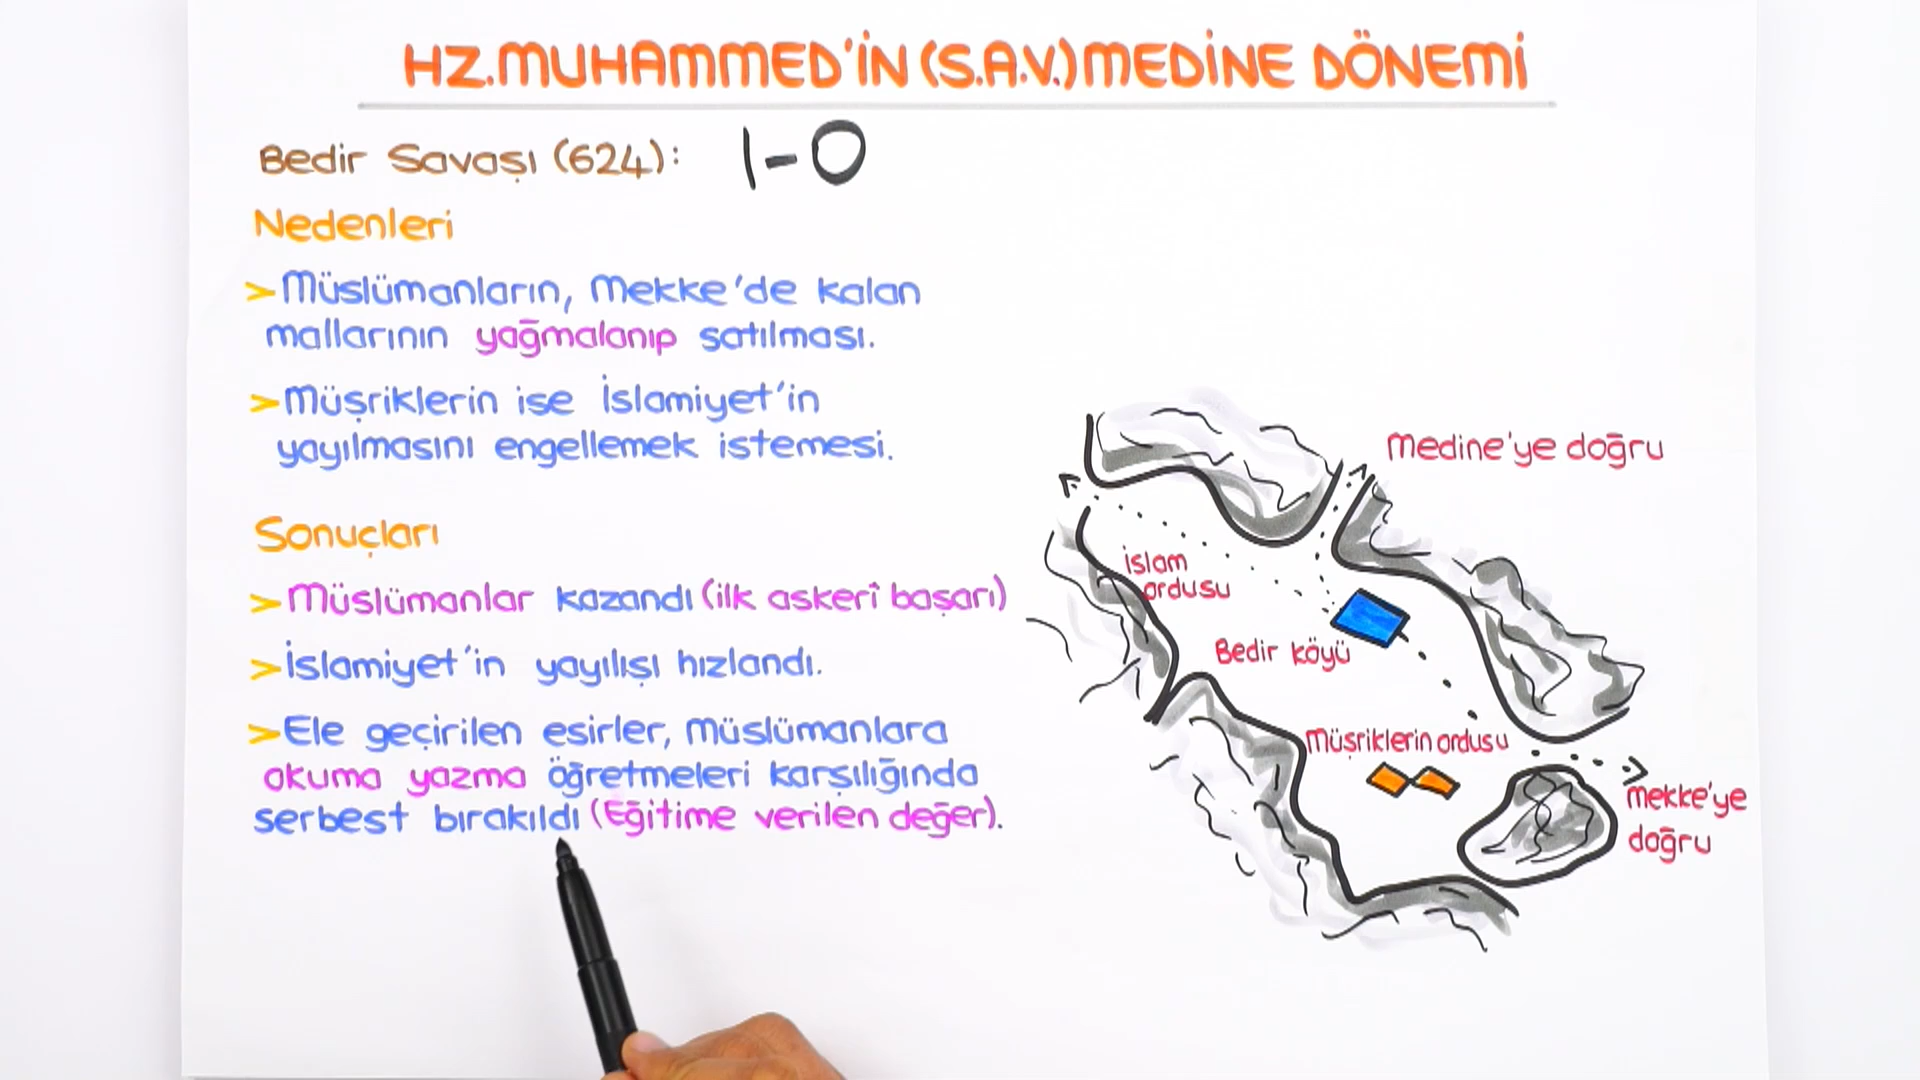 HZ.MUHAMMED'İN (S.A.V.) MEDİNE DÖNEMİ
Bedir Savaşı (624): 1-0
Nedenleri
>Müslümanların, Mekke'de kalan
mallarının yağmalanıp satılması.
>Müşriklerin ise İslamiyet'in
yayılmasını engellemek istemesi.
Sonuçları
>Müslümanlar kazandı (ilk askerî başarı)
>İslamiyet'in yayılışı hızlandı.
>Ele geçirilen esirler, müslümanlara
okuma yazma öğretmeleri karşılığında
serbest bırakıldı (Eğitime verilen değer).
Medine'ye doğru
İslam
ordusu
Bedir köyü
Müşriklerin ordusu
Mekke'ye
doğru